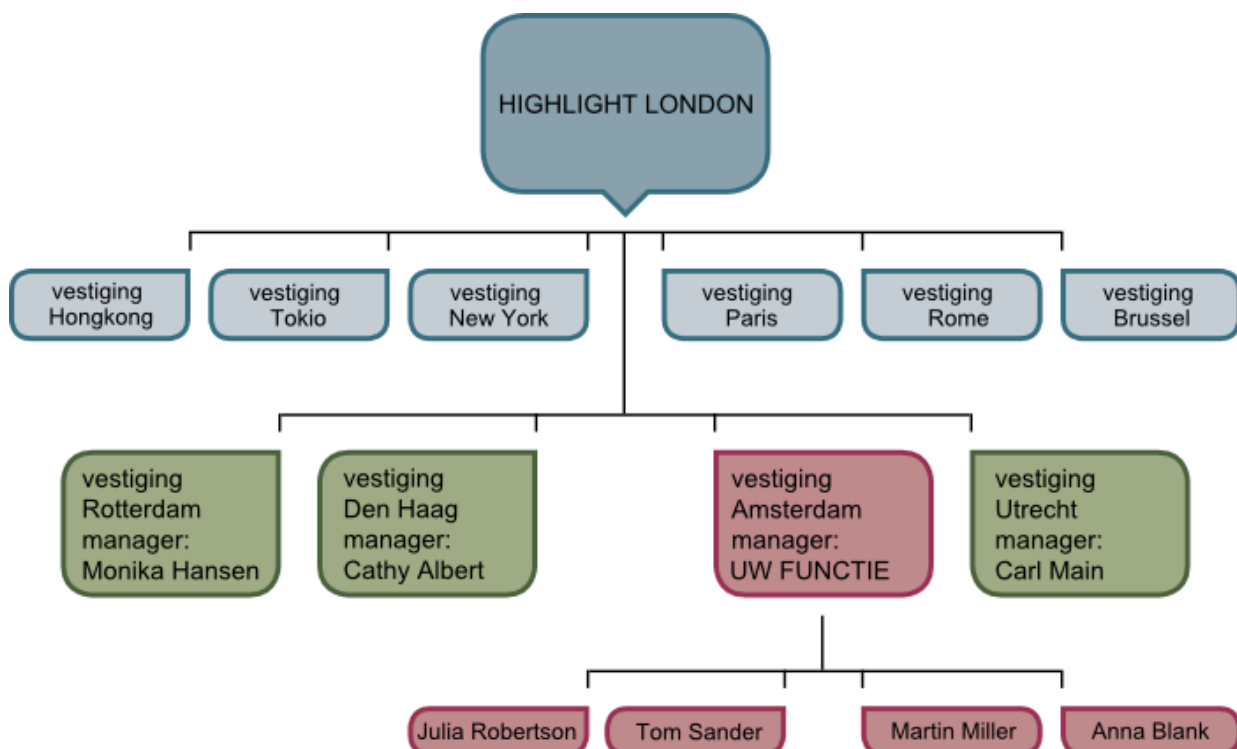 HIGHLIGHT LONDON
vestiging
Hongkong
vestiging
Tokio
vestiging
New York
vestiging
Paris
vestiging
Rome
vestiging
Brussel
vestiging
Rotterdam
manager:
Monika Hansen
vestiging
Den Haag
manager:
Cathy Albert
vestiging
Amsterdam
manager:
UW FUNCTIE
vestiging
Utrecht
manager:
Carl Main
Julia Robertson
Tom Sander
Martin Miller
Anna Blank